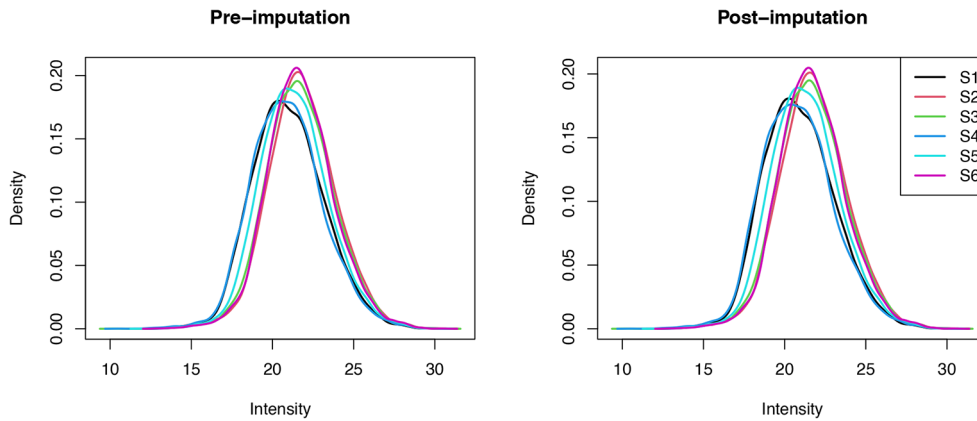 Pre−imputation
Density
0.00 0.05 0.10 0.15 0.20
10 15 20 25 30
Intensity
Post−imputation
Density
0.00 0.05 0.10 0.15 0.20
10 15 20 25 30
Intensity
S1
S2
S3
S4
S5
S6